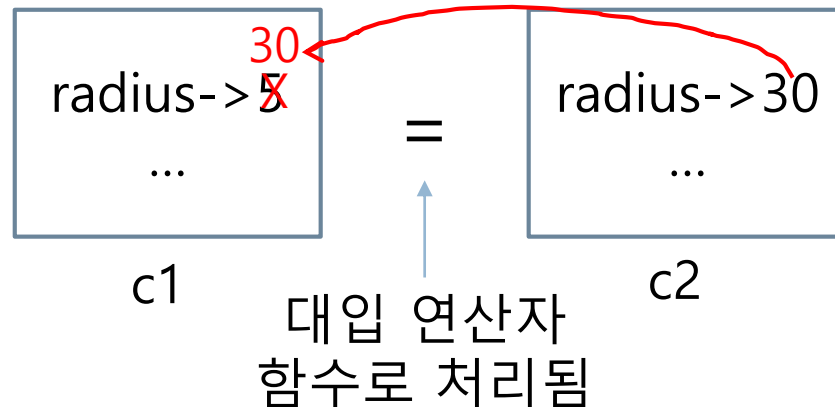 30
radius->5
radius->30
=
...
...
c1
c2
대입 연산자
함수로 처리됨